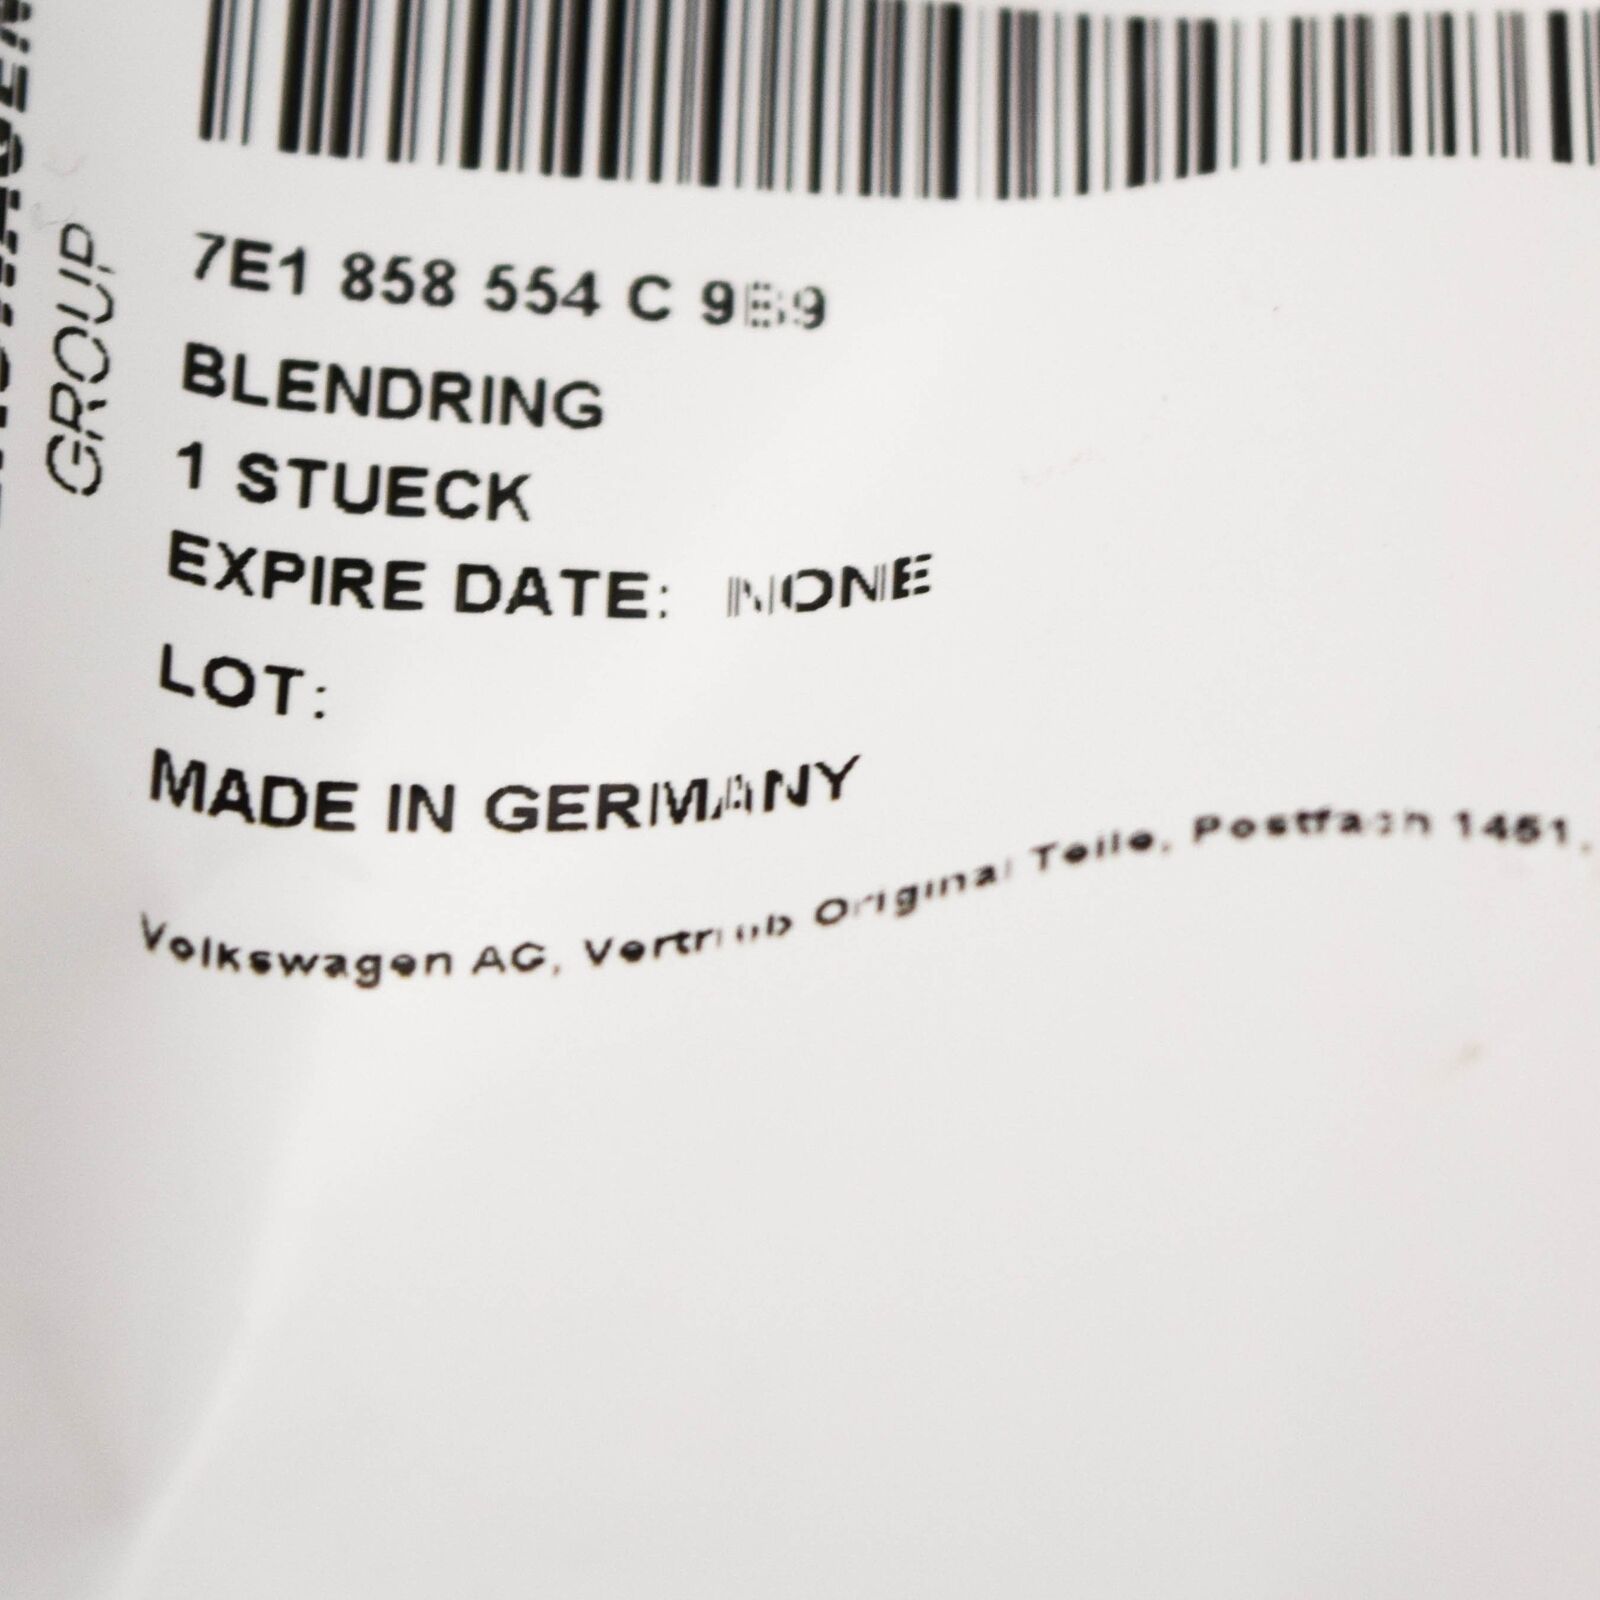 GROUP
7E1 858 554 C 9B9
BLENDRING
1 STUECK
EXPIRE DATE: NONE
LOT:
MADE IN GERMANY
Volkswagen AG, Vertrieb Original Teile, Postfach 1451,